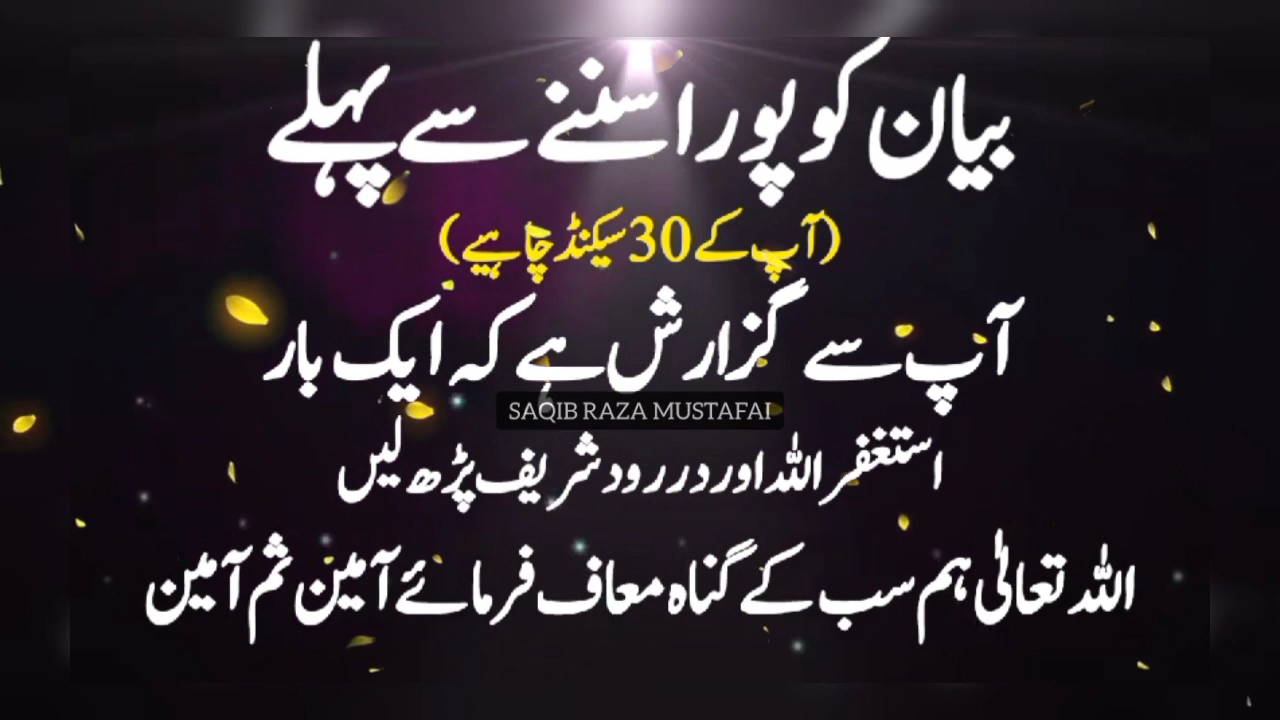 بیان کو پورا سننے سے پہلے
(آپ کے 30 سیکنڈ چاہیے)
آپ سے گزارش ہے کہ ایک بار
SAQIB RAZA MUSTAFAI
استغفر اللہ اور دررود شریف پڑھ لیں
اللہ تعالیٰ ہم سب کے گناہ معاف فرمائے آمین ثم آمین